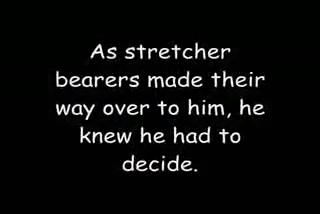 As stretcher
bearers made their
way over to him, he
knew he had to
decide.